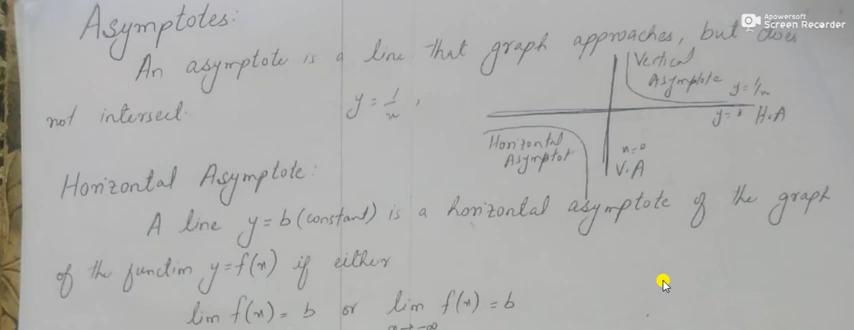 Apowersoft
Screen Recorder
Asymptotes:
An asymptote is a line that graph approaches, but does
not intersect.
y = 1/x ,
Vertical
Asymptote
y = 1/x
H.A
Horizontal
Asymptot
x=0
V.A
Horizontal Asymptote:
A line y = b (constant) is a horizontal asymptote of the graph
of the function y = f(x) if either
lim f(x) = b or lim f(x) = b
x→-∞